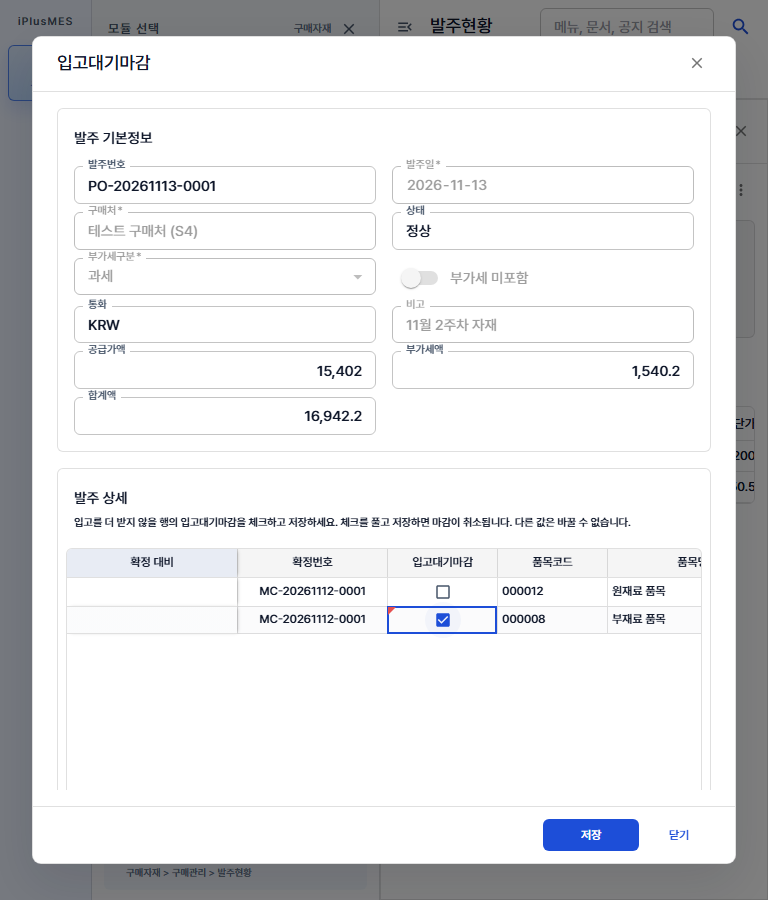 iPlusMES
모듈 선택
구매자재
발주현황
메뉴, 문서, 공지 검색
입고대기마감
발주 기본정보
발주번호
PO-20261113-0001
발주일*
2026-11-13
구매처*
테스트 구매처 (S4)
상태
정상
부가세구분*
과세
부가세 미포함
통화
KRW
비고
11월 2주차 자재
공급가액
15,402
부가세액
1,540.2
합계액
16,942.2
발주 상세
입고를 더 받지 않을 행의 입고대기마감을 체크하고 저장하세요. 체크를 풀고 저장하면 마감이 취소됩니다. 다른 값은 바꿀 수 없습니다.
확정 대비 확정번호 입고대기마감 품목코드 품목
MC-20261112-0001 000012 원재료 품목
MC-20261112-0001 000008 부재료 품목
단가
200
50.5
저장
닫기
구매자재 > 구매관리 > 발주현황